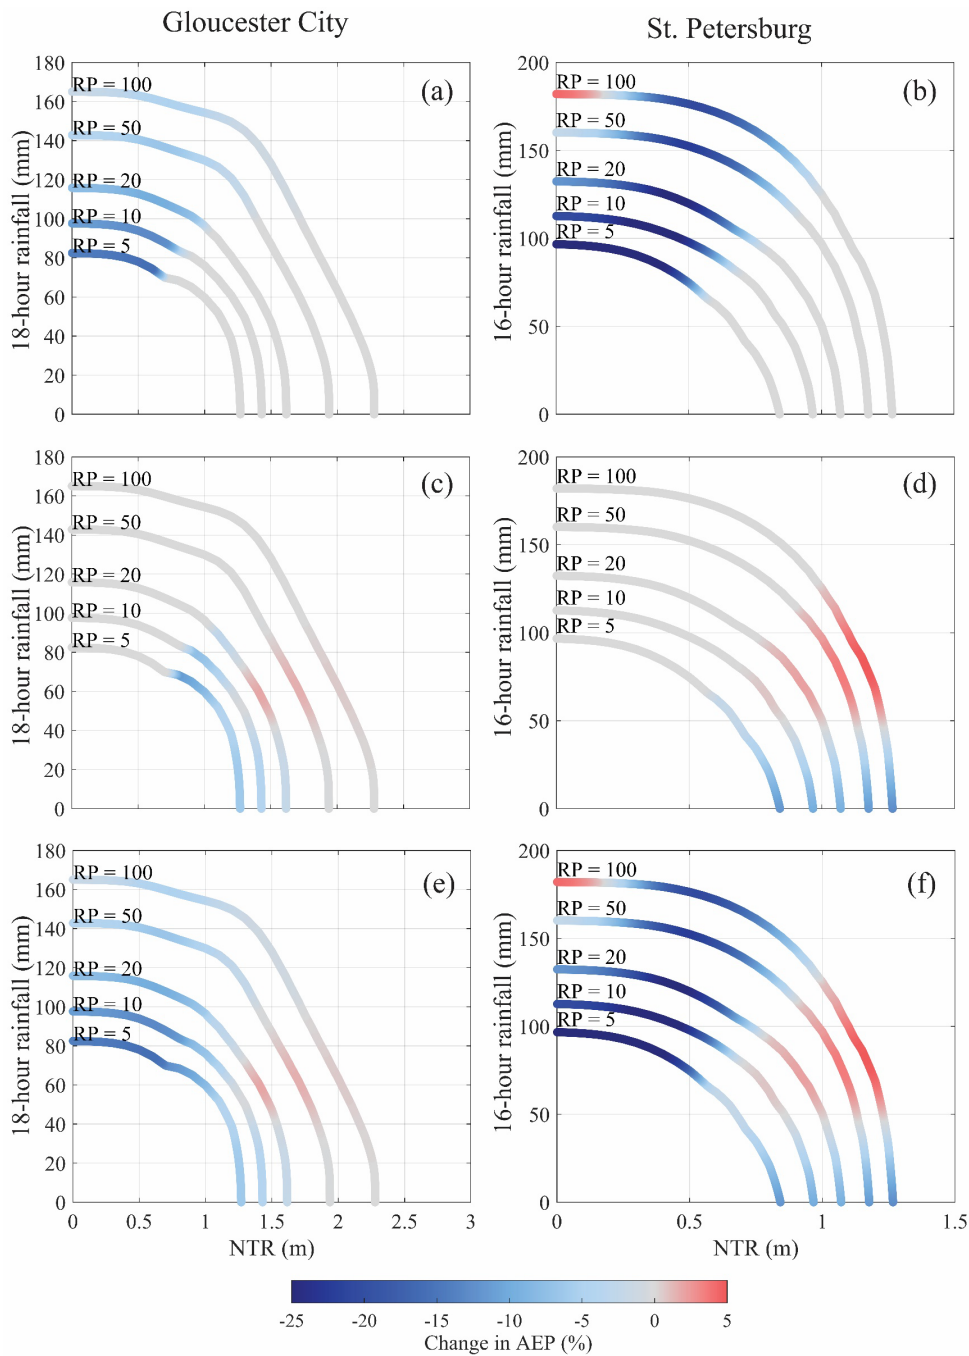 Gloucester City
St. Petersburg
180
160
140
120
100
80
60
40
20
0
18-hour rainfall (mm)
RP = 100
RP = 50
RP = 20
RP = 10
RP = 5
(a)
200
150
100
50
0
16-hour rainfall (mm)
RP = 100
RP = 50
RP = 20
RP = 10
RP = 5
(b)
180
160
140
120
100
80
60
40
20
0
18-hour rainfall (mm)
RP = 100
RP = 50
RP = 20
RP = 10
RP = 5
(c)
200
150
100
50
0
16-hour rainfall (mm)
RP = 100
RP = 50
RP = 20
RP = 10
RP = 5
(d)
180
160
140
120
100
80
60
40
20
0
18-hour rainfall (mm)
RP = 100
RP = 50
RP = 20
RP = 10
RP = 5
(e)
0 0.5 1 1.5 2 2.5 3
NTR (m)
200
150
100
50
0
16-hour rainfall (mm)
RP = 100
RP = 50
RP = 20
RP = 10
RP = 5
(f)
0 0.5 1 1.5
NTR (m)
-25 -20 -15 -10 -5 0 5
Change in AEP (%)